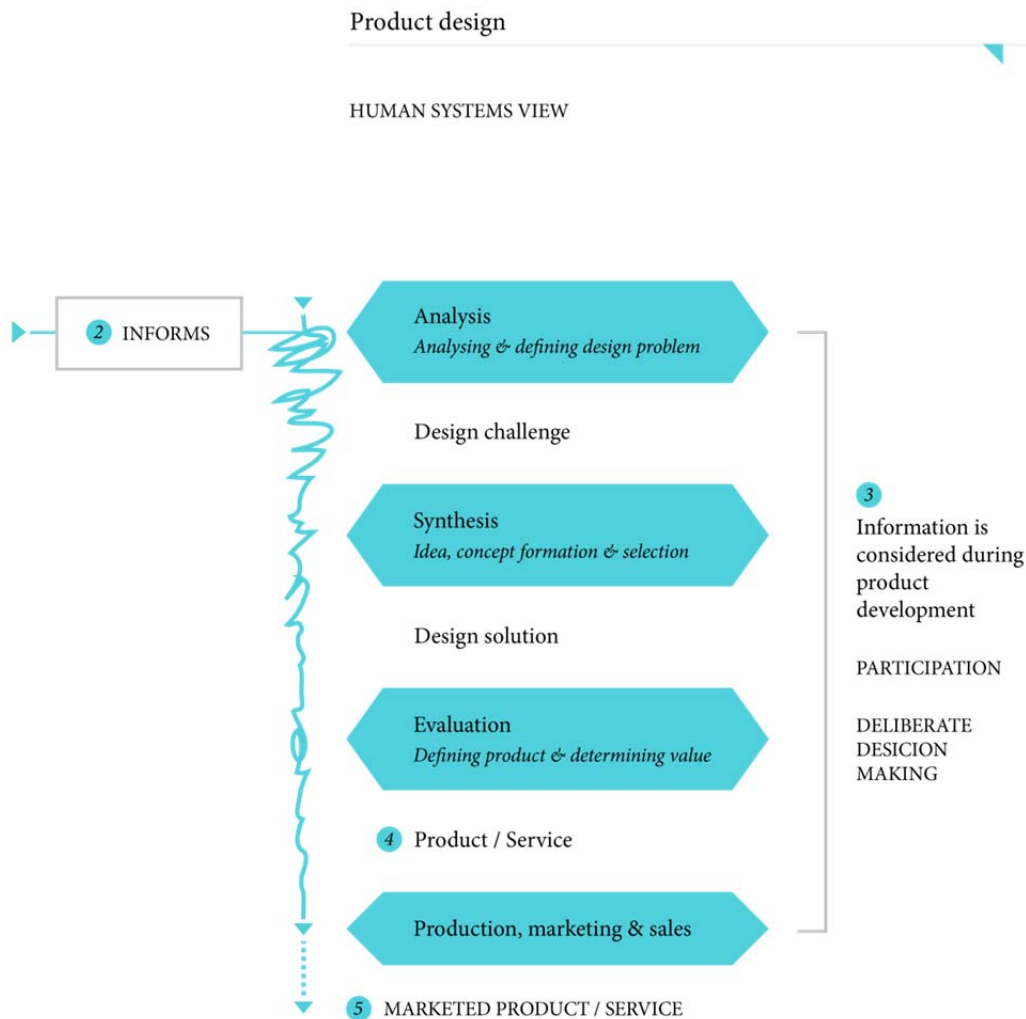 Product design
HUMAN SYSTEMS VIEW
2 INFORMS
Analysis
Analysing & defining design problem
Design challenge
Synthesis
Idea, concept formation & selection
Design solution
Evaluation
Defining product & determining value
4 Product / Service
Production, marketing & sales
5 MARKETED PRODUCT / SERVICE
3
Information is
considered during
product
development
PARTICIPATION
DELIBERATE
DESICION
MAKING